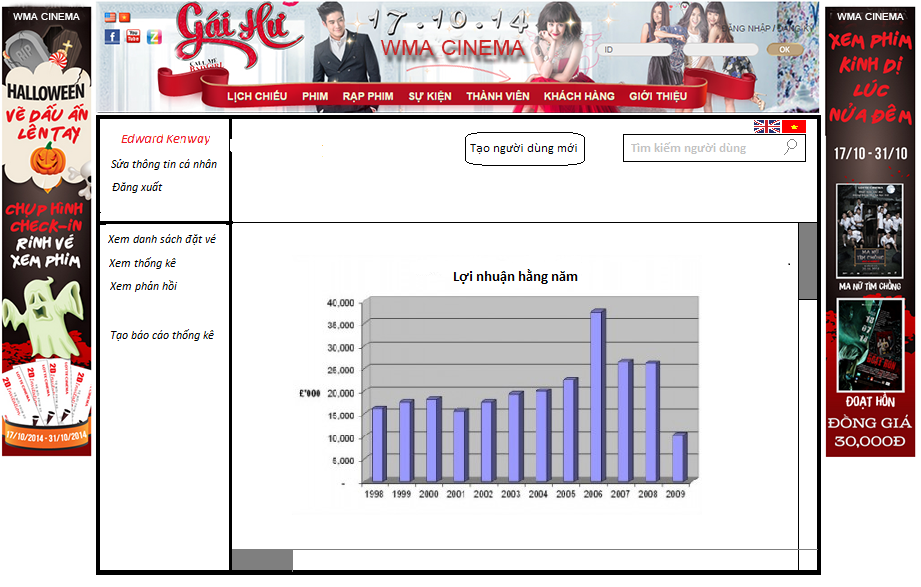 WMA CINEMA
HALLOWEEN
VẼ DẤU ẤN
LÊN TAY
CHỤP HÌNH
CHECK-IN
RINH VÉ
XEM PHIM
17/10/2014 - 31/10/2014
You
Tube
Gái Hư
17.10.14
WMA CINEMA
ĐĂNG NHẬP / ĐĂNG KÝ
ID
OK
LỊCH CHIẾU
PHIM
RẠP PHIM
SỰ KIỆN
THÀNH VIÊN
KHÁCH HÀNG
GIỚI THIỆU
Edward Kenway
Sửa thông tin cá nhân
Đăng xuất
Tạo người dùng mới
Tìm kiếm người dùng
Xem danh sách đặt vé
Xem thống kê
Xem phản hồi
Tạo báo cáo thống kê
Lợi nhuận hằng năm
£'000
40,000
35,000
30,000
25,000
20,000
15,000
10,000
5,000
-
1998 1999 2000 2001 2002 2003 2004 2005 2006 2007 2008 2009
WMA CINEMA
XEM PHIM
KINH DỊ
LÚC
NỬA ĐÊM
17/10 - 31/10
MA NỮ TÌM CHỒNG
ĐOẠT HỒN
ĐỒNG GIÁ
30,000Đ